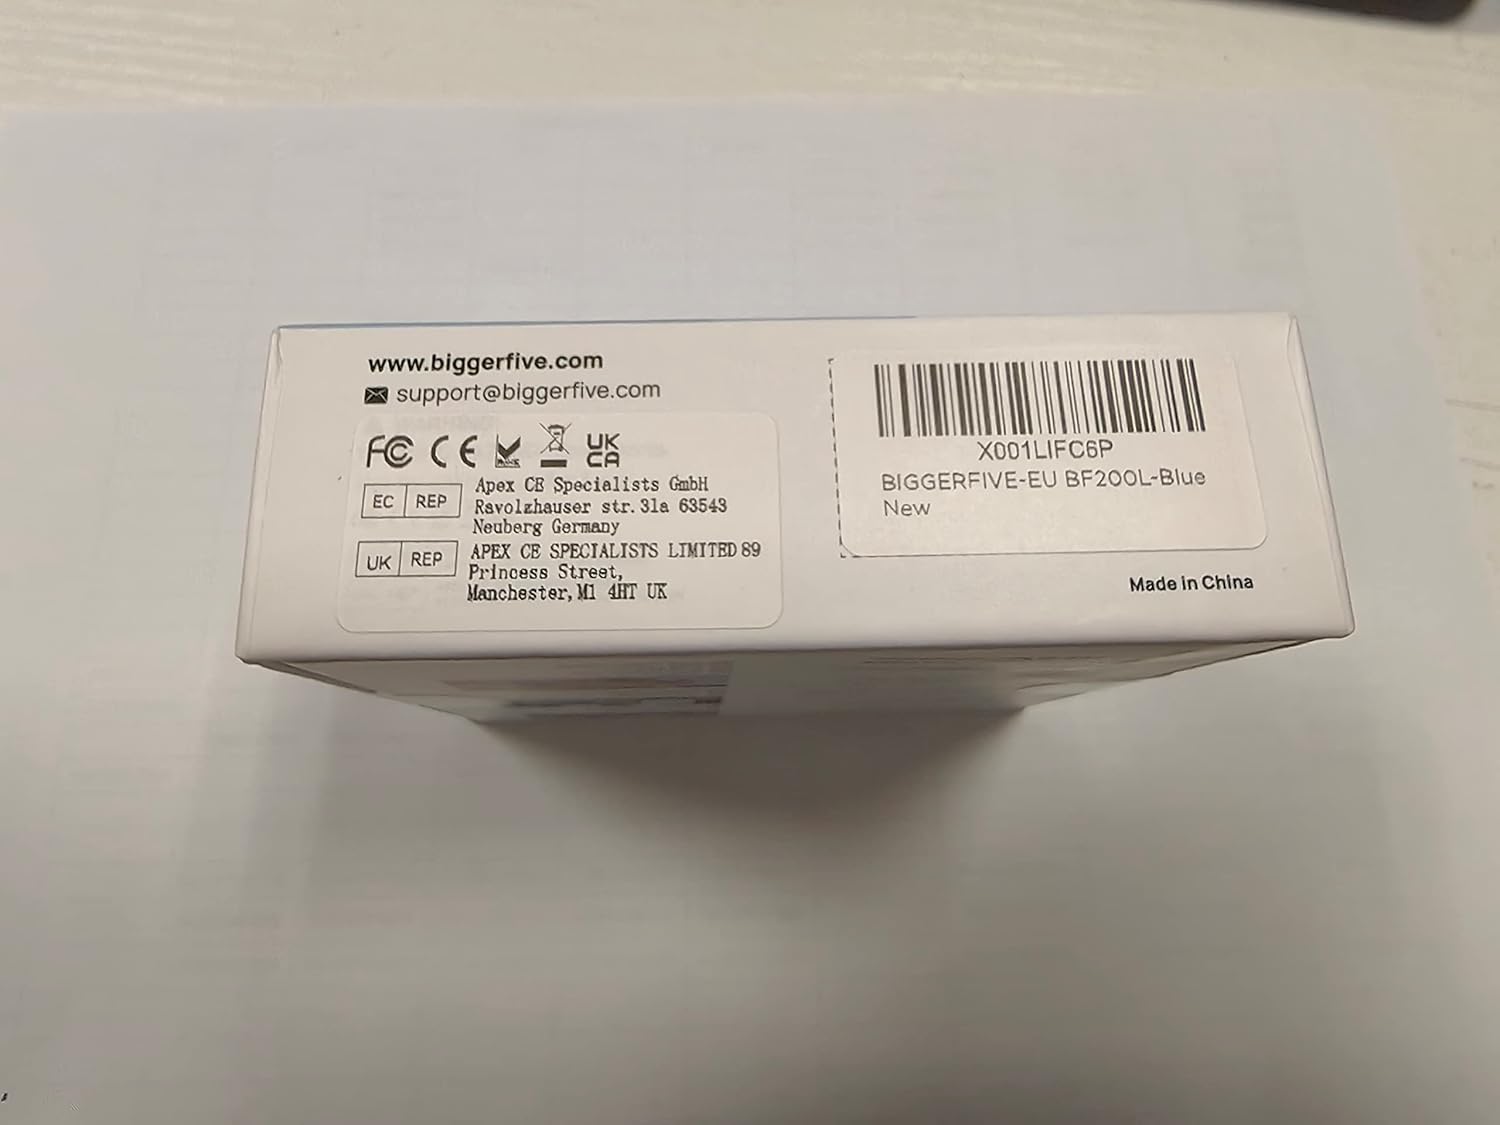 www.biggerfive.com
support@biggerfive.com
FC CE UK CA
EC REP
Apex CE Specialists GmbH
Ravolzhauser str. 31a 63543
Neuberg Germany
UK REP
APEX CE SPECIALISTS LIMITED 89
Princess Street,
Manchester, M1 4HT UK
X001LIFC6P
BIGGERFIVE-EU BF200L-Blue
New
Made in China